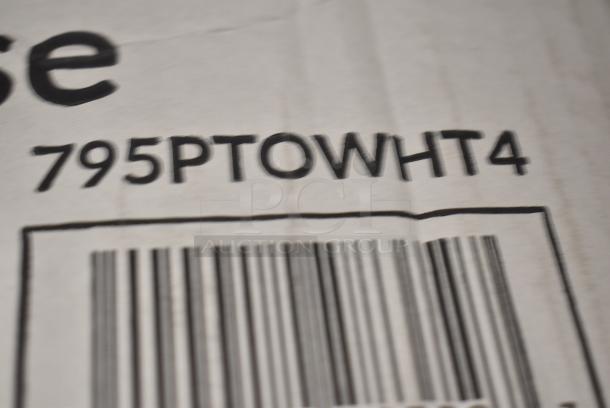 se
795PTOWHT4
PCI
AUCTION GROUP